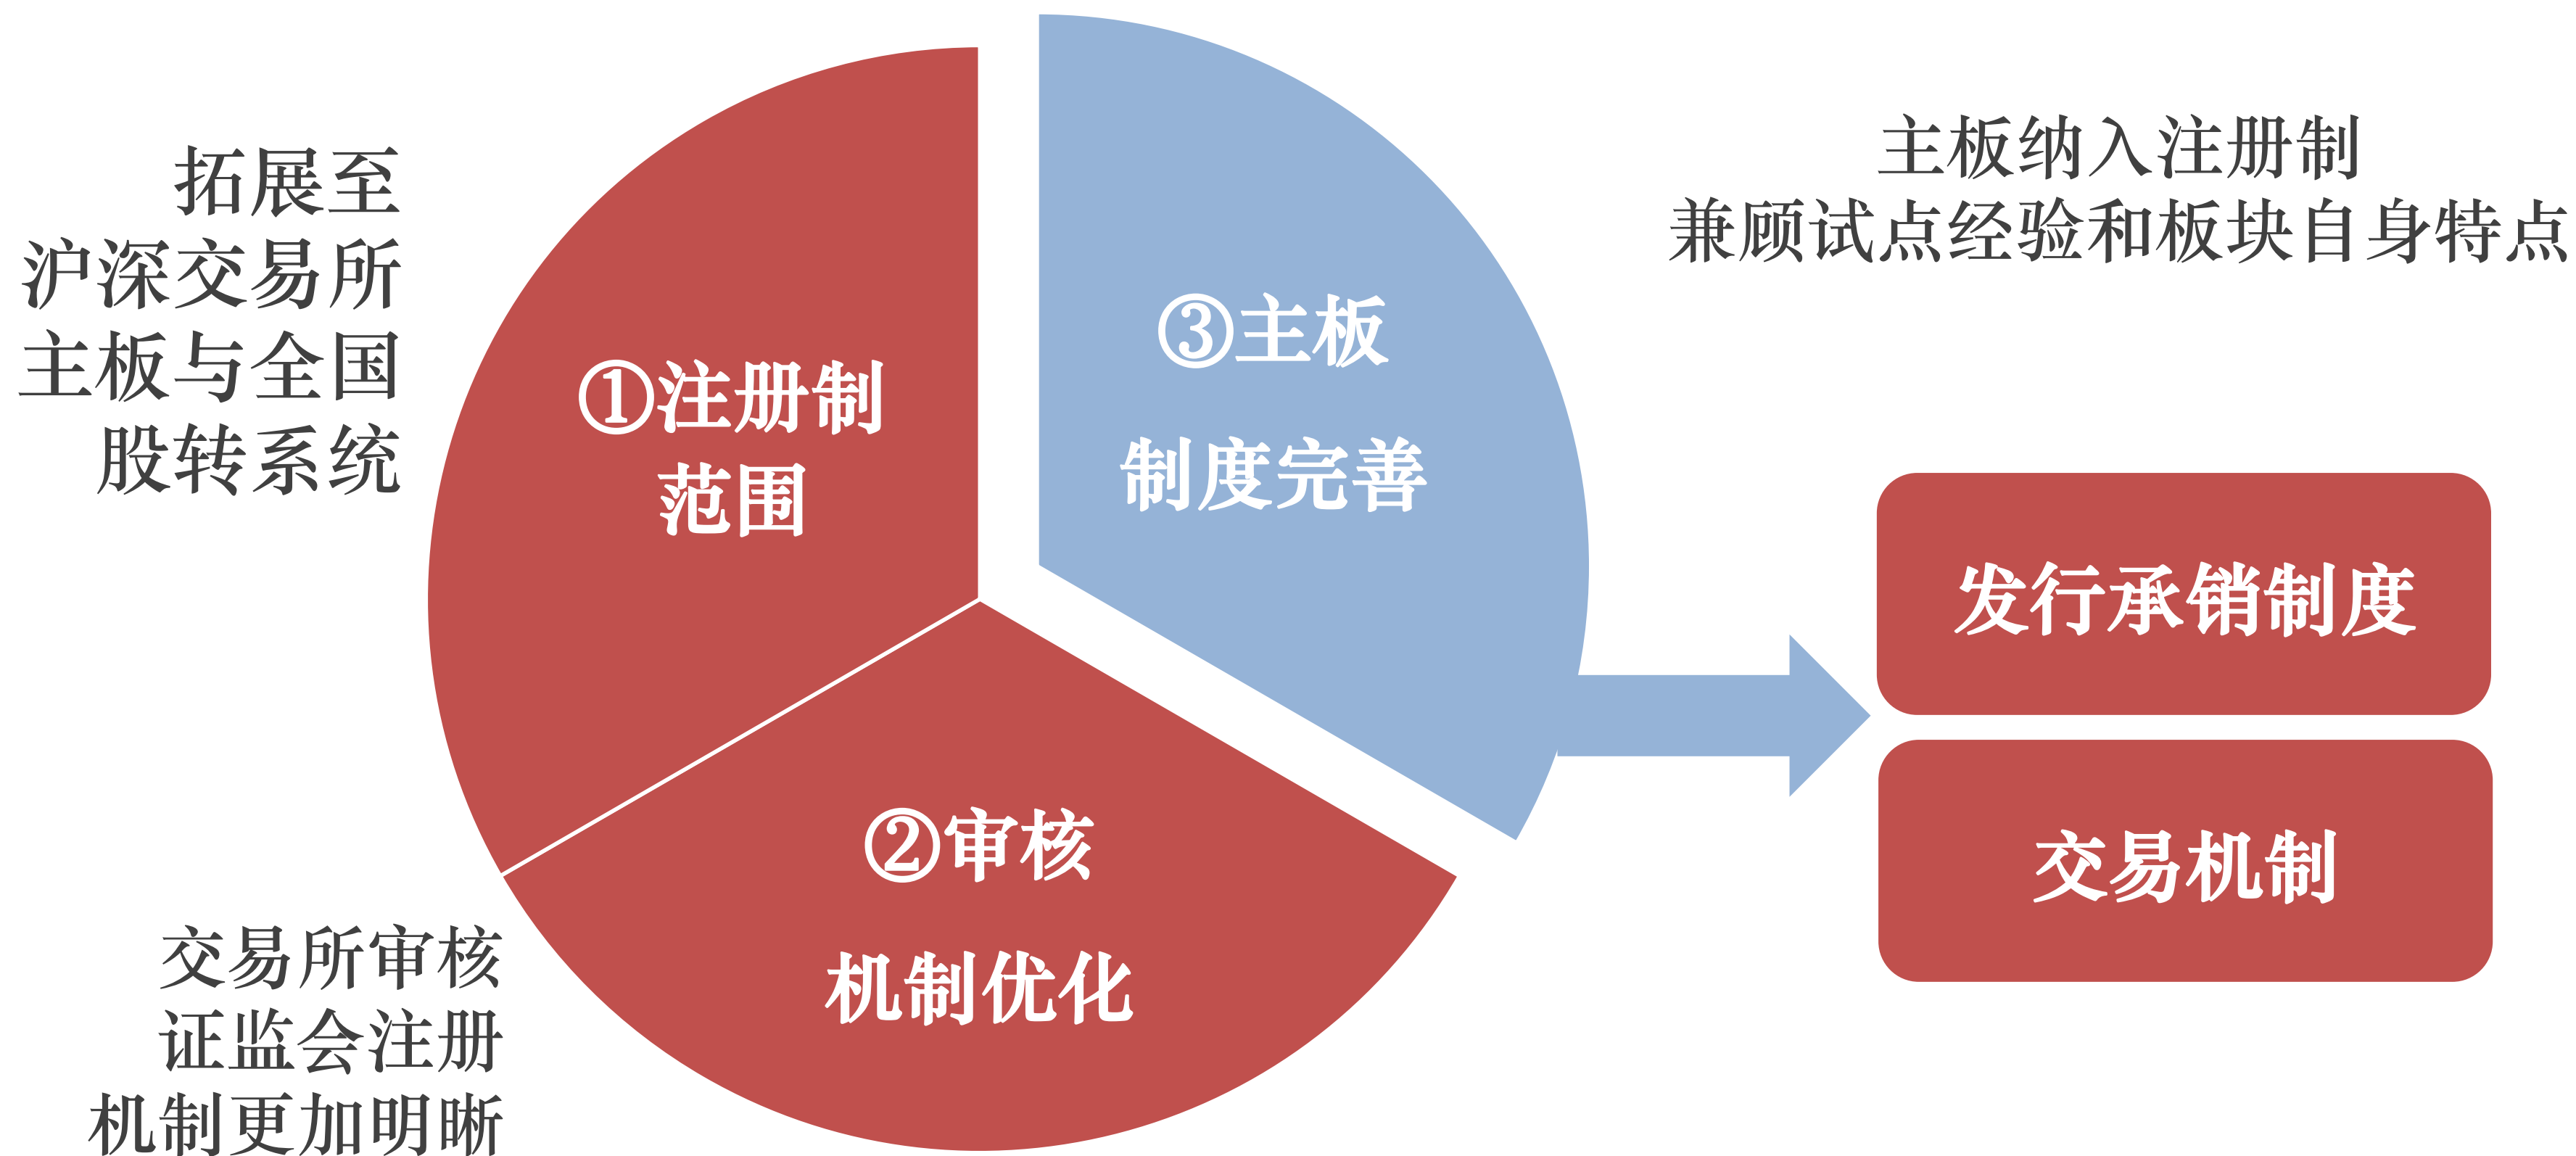 拓展至
沪深交易所
主板与全国
股转系统
①注册制
范围
③主板
制度完善
主板纳入注册制
兼顾试点经验和板块自身特点
发行承销制度
交易机制
②审核
机制优化
交易所审核
证监会注册
机制更加明晰